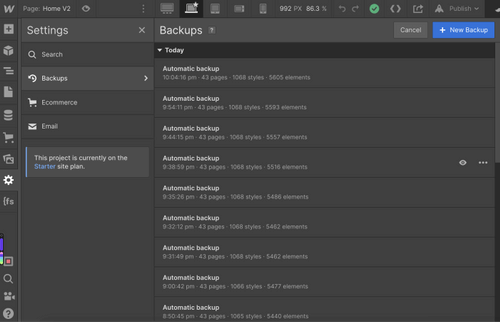 Page: Home V2
992 PX 86.3 %
Publish
Settings
Search
Backups
Ecommerce
Email
This project is currently on the
Starter site plan.
Backups ?
Cancel
+ New Backup
Today
Automatic backup
10:04:16 pm · 43 pages · 1068 styles · 5605 elements
Automatic backup
9:54:11 pm · 43 pages · 1068 styles · 5593 elements
Automatic backup
9:44:15 pm · 43 pages · 1068 styles · 5557 elements
Automatic backup
9:38:59 pm · 43 pages · 1068 styles · 5516 elements
Automatic backup
9:35:26 pm · 43 pages · 1068 styles · 5486 elements
Automatic backup
9:32:12 pm · 43 pages · 1068 styles · 5462 elements
Automatic backup
9:31:49 pm · 43 pages · 1068 styles · 5462 elements
Automatic backup
9:00:42 pm · 43 pages · 1066 styles · 5477 elements
Automatic backup
8:50:45 pm · 43 pages · 1065 styles · 5440 elements